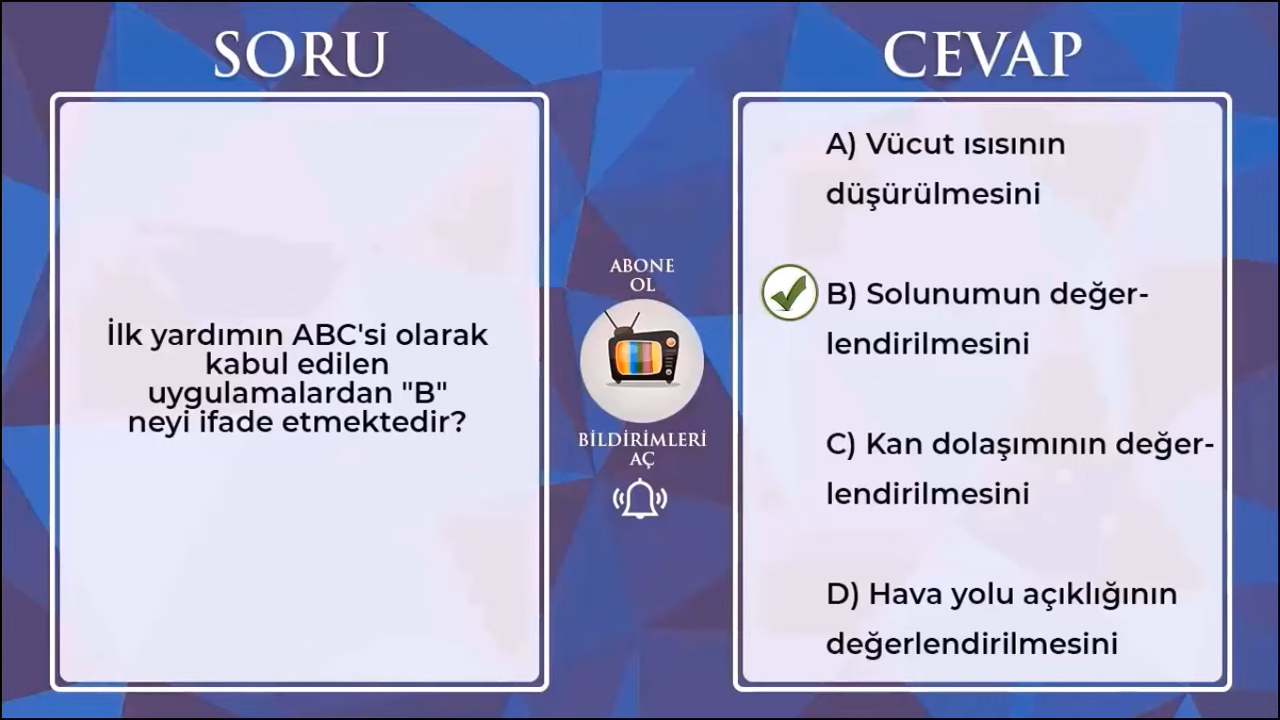 SORU
İlk yardımın ABC'si olarak
kabul edilen
uygulamalardan "B"
neyi ifade etmektedir?
ABONE
OL
BİLDİRİMLERİ
AÇ
CEVAP
A) Vücut ısısının
düşürülmesini
B) Solunumun değer-
lendirilmesini
C) Kan dolaşımının değer-
lendirilmesini
D) Hava yolu açıklığının
değerlendirilmesini